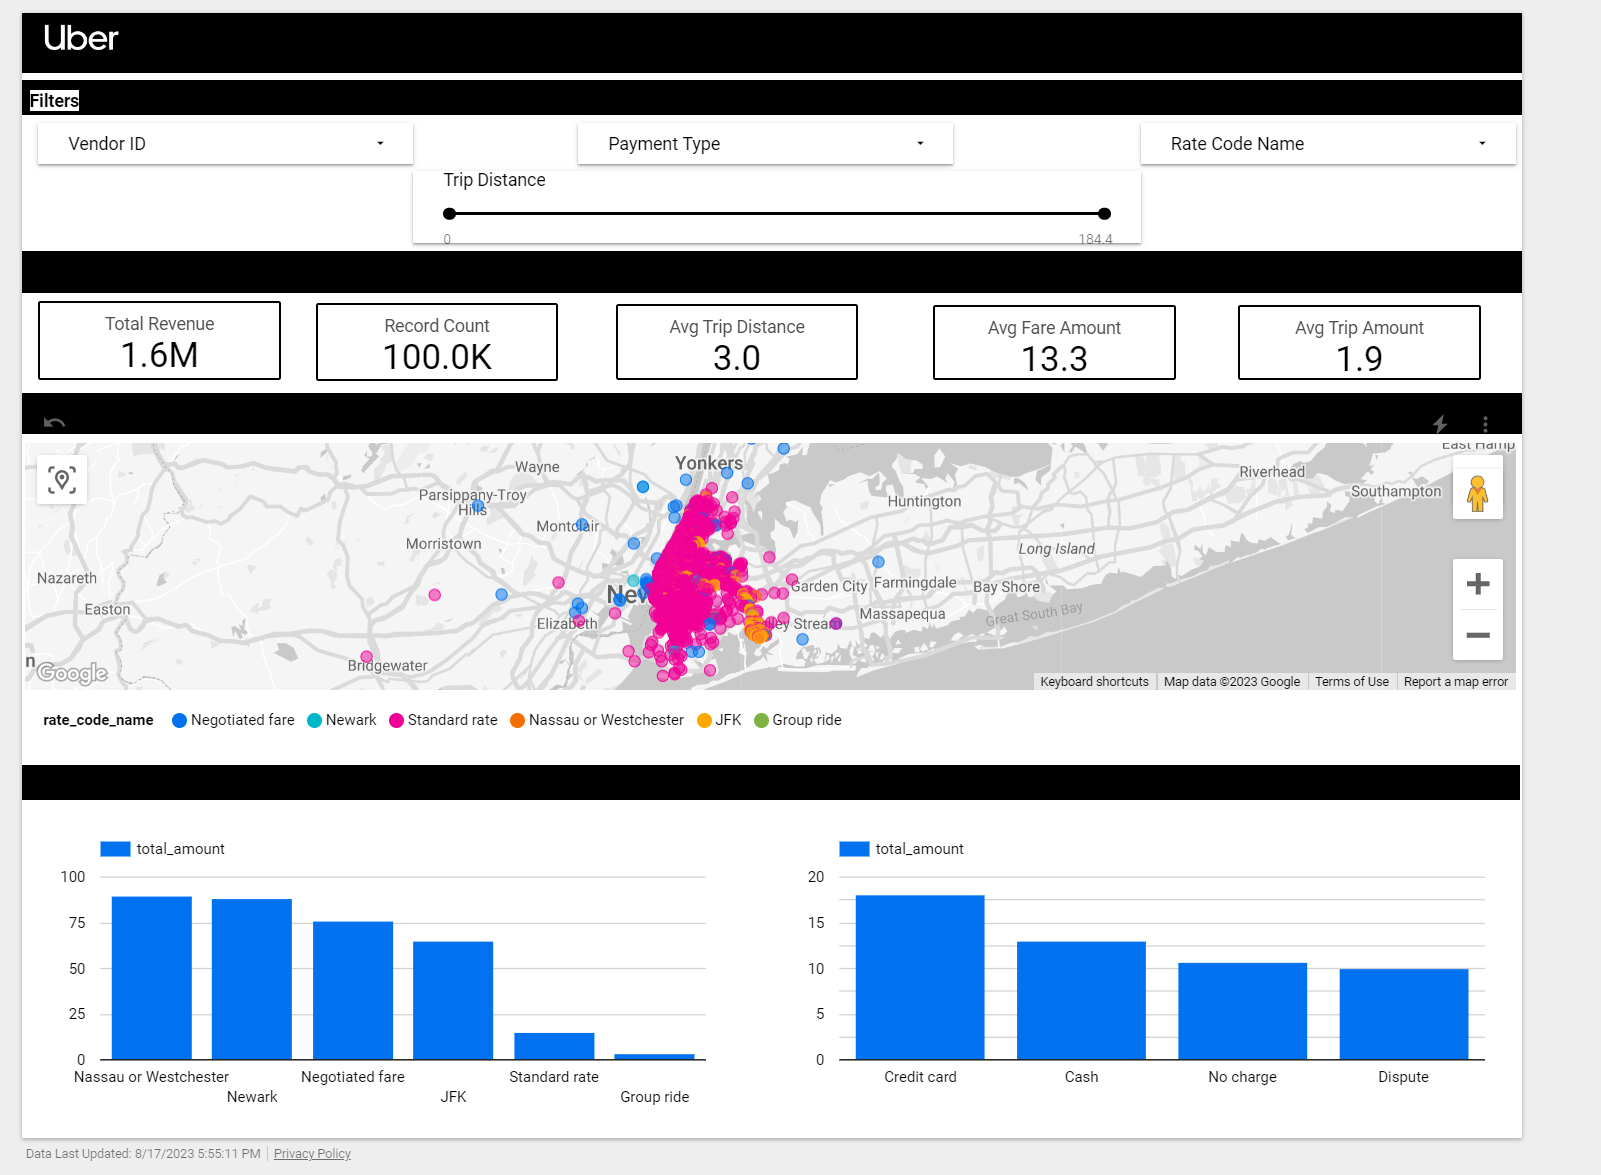 Uber
Filters
Vendor ID
Payment Type
Rate Code Name
Trip Distance
0
184.4
Total Revenue
1.6M
Record Count
100.0K
Avg Trip Distance
3.0
Avg Fare Amount
13.3
Avg Trip Amount
1.9
East Hamp
Yonkers
Wayne
Riverhead
Southampton
Parsippany-Troy
Hills
Huntington
Montclair
Morristown
Long Island
Nazareth
Garden City
Farmingdale
Bay Shore
New
Easton
Massapequa
Great South Bay
Elizabeth
lley Stream
Bridgewater
n
Google
Keyboard shortcuts
Map data ©2023 Google
Terms of Use
Report a map error
rate_code_name
Negotiated fare
Newark
Standard rate
Nassau or Westchester
JFK
Group ride
total_amount
100
75
50
25
0
Nassau or Westchester
Newark
Negotiated fare
JFK
Standard rate
Group ride
total_amount
20
15
10
5
0
Credit card
Cash
No charge
Dispute
Data Last Updated: 8/17/2023 5:55:11 PM
Privacy Policy